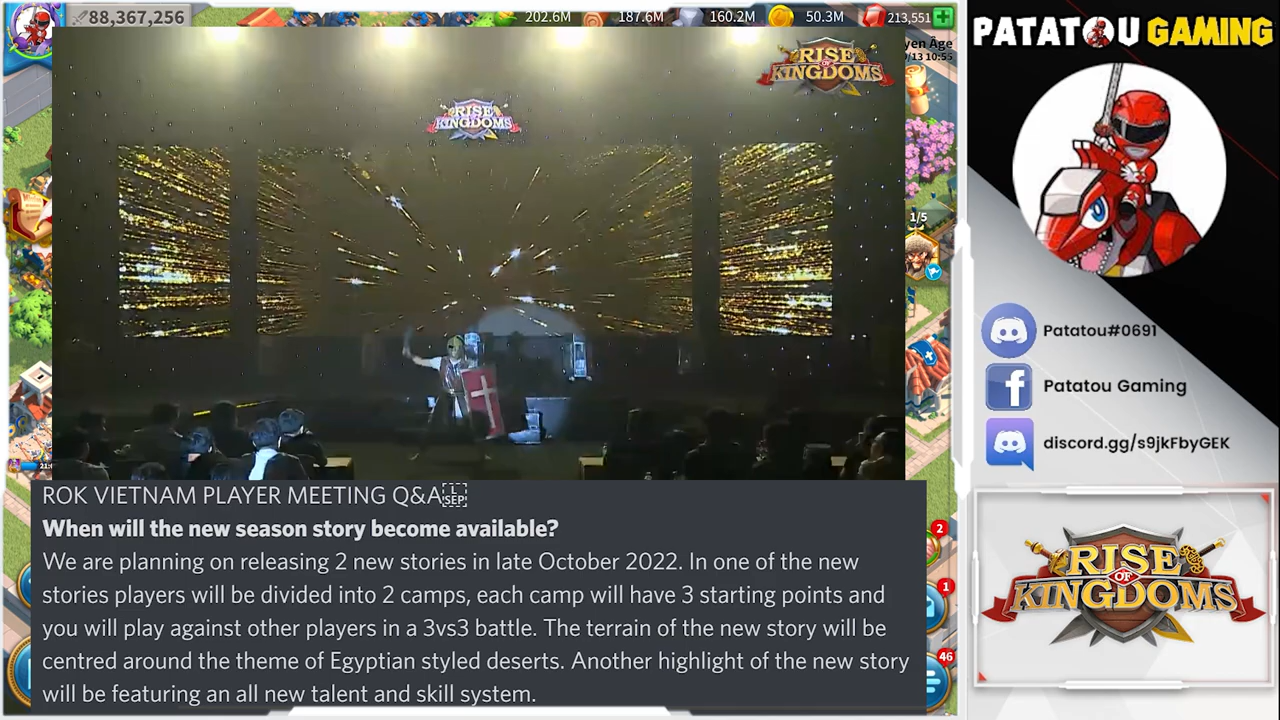 88,367,256
202.6M
187.6M
160.2M
50.3M
213,551
PATATOU GAMING
yen Âge
/13 10:55
RISE
OF
KINGDOMS
RISE
OF
KINGDOMS
1/5
Patatou#0691
Patatou Gaming
discord.gg/s9jkFbyGEK
ROK VIETNAM PLAYER MEETING Q&A
When will the new season story become available?
We are planning on releasing 2 new stories in late October 2022. In one of the new
stories players will be divided into 2 camps, each camp will have 3 starting points and
you will play against other players in a 3vs3 battle. The terrain of the new story will be
centred around the theme of Egyptian styled deserts. Another highlight of the new story
will be featuring an all new talent and skill system.
2
1
46
RISE
OF
KINGDOMS